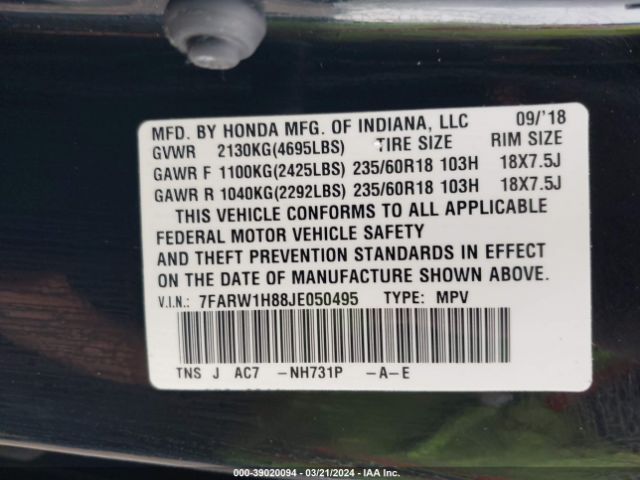 MFD. BY HONDA MFG. OF INDIANA, LLC 09/'18
GVWR 2130KG(4695LBS) TIRE SIZE RIM SIZE
GAWR F 1100KG(2425LBS) 235/60R18 103H 18X7.5J
GAWR R 1040KG(2292LBS) 235/60R18 103H 18X7.5J
THIS VEHICLE CONFORMS TO ALL APPLICABLE
FEDERAL MOTOR VEHICLE SAFETY
AND THEFT PREVENTION STANDARDS IN EFFECT
ON THE DATE OF MANUFACTURE SHOWN ABOVE.
V.I.N.: 7FARW1H88JE050495 TYPE: MPV
TNS J AC7 -NH731P -A-E
000-39020094 - 03/21/2024 - IAA Inc.